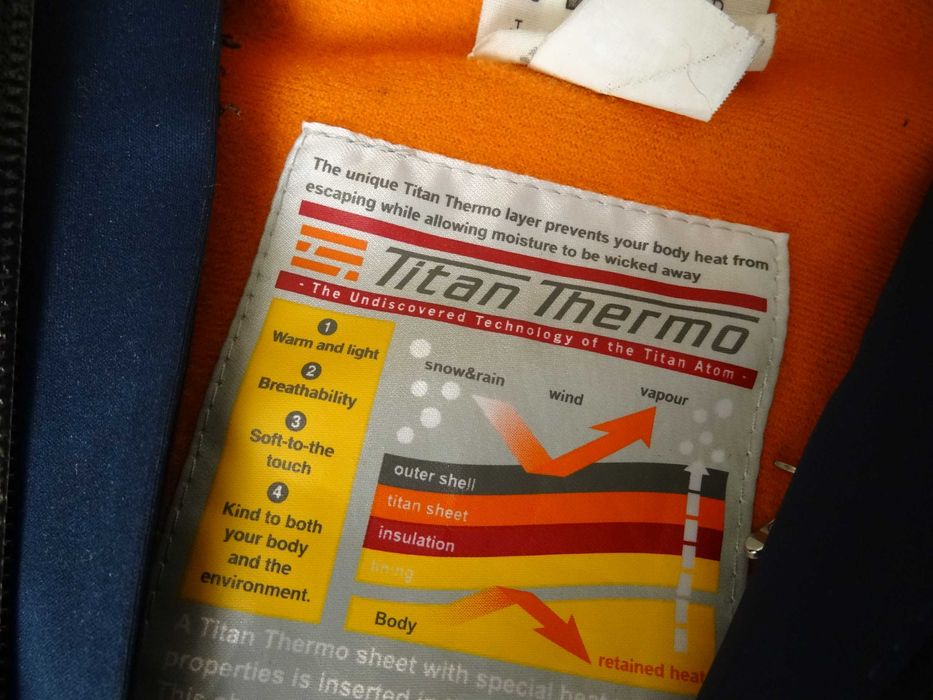 The unique Titan Thermo layer prevents your body heat from
escaping while allowing moisture to be wicked away
Titan Thermo
- The Undiscovered Technology of the Titan Atom -
1
Warm and light
2
Breathability
3
Soft-to-the
touch
4
Kind to both
your body
and the
environment.
snow&rain
wind
vapour
outer shell
titan sheet
insulation
lining
Body
retained heat
A Titan Thermo sheet with special heat
properties is inserted
This